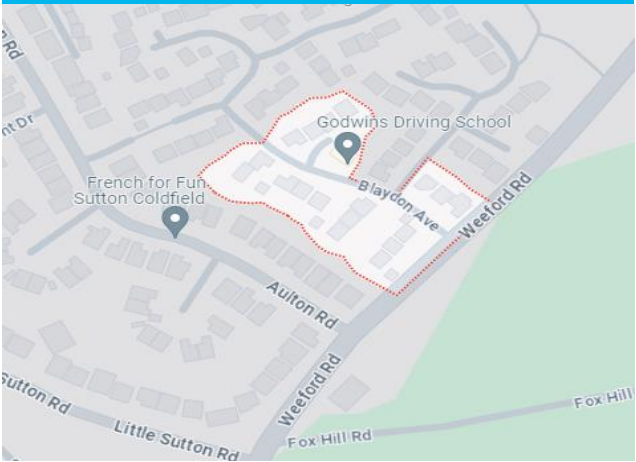 Rd
nt Dr
Godwins Driving School
French for Fun
Sutton Coldfield
Blaydon Ave
Weeford Rd
Aulton Rd
Weeford Rd
Sutton Rd
Little Sutton Rd
Fox Hill Rd
Fox Hill